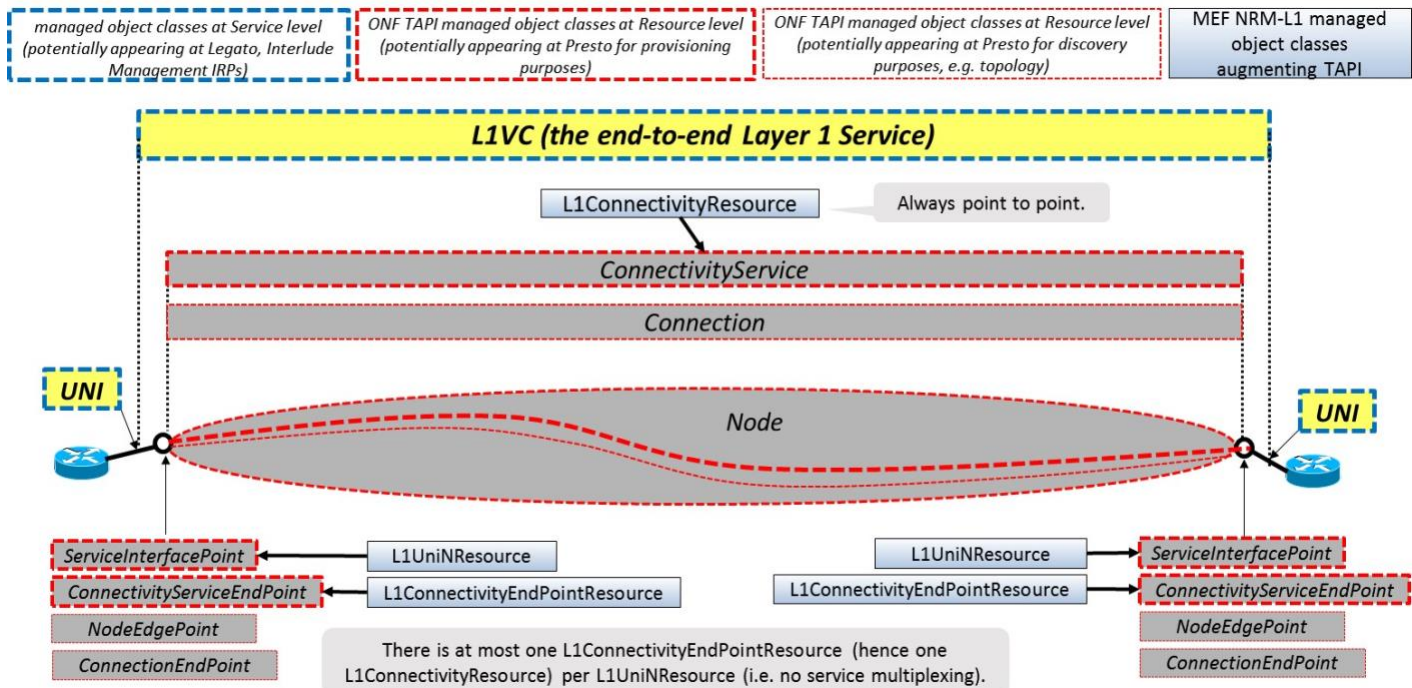 managed object classes at Service level
(potentially appearing at Legato, Interlude
Management IRPs)
ONF TAPI managed object classes at Resource level
(potentially appearing at Presto for provisioning
purposes)
ONF TAPI managed object classes at Resource level
(potentially appearing at Presto for discovery
purposes, e.g. topology)
MEF NRM-L1 managed
object classes
augmenting TAPI
L1VC (the end-to-end Layer 1 Service)
L1ConnectivityResource
Always point to point.
ConnectivityService
Connection
UNI
Node
UNI
ServiceInterfacePoint
L1UniNResource
ConnectivityServiceEndPoint
L1ConnectivityEndPointResource
NodeEdgePoint
ConnectionEndPoint
L1UniNResource
ServiceInterfacePoint
L1ConnectivityEndPointResource
ConnectivityServiceEndPoint
NodeEdgePoint
ConnectionEndPoint
There is at most one L1ConnectivityEndPointResource (hence one
L1ConnectivityResource) per L1UniNResource (i.e. no service multiplexing).